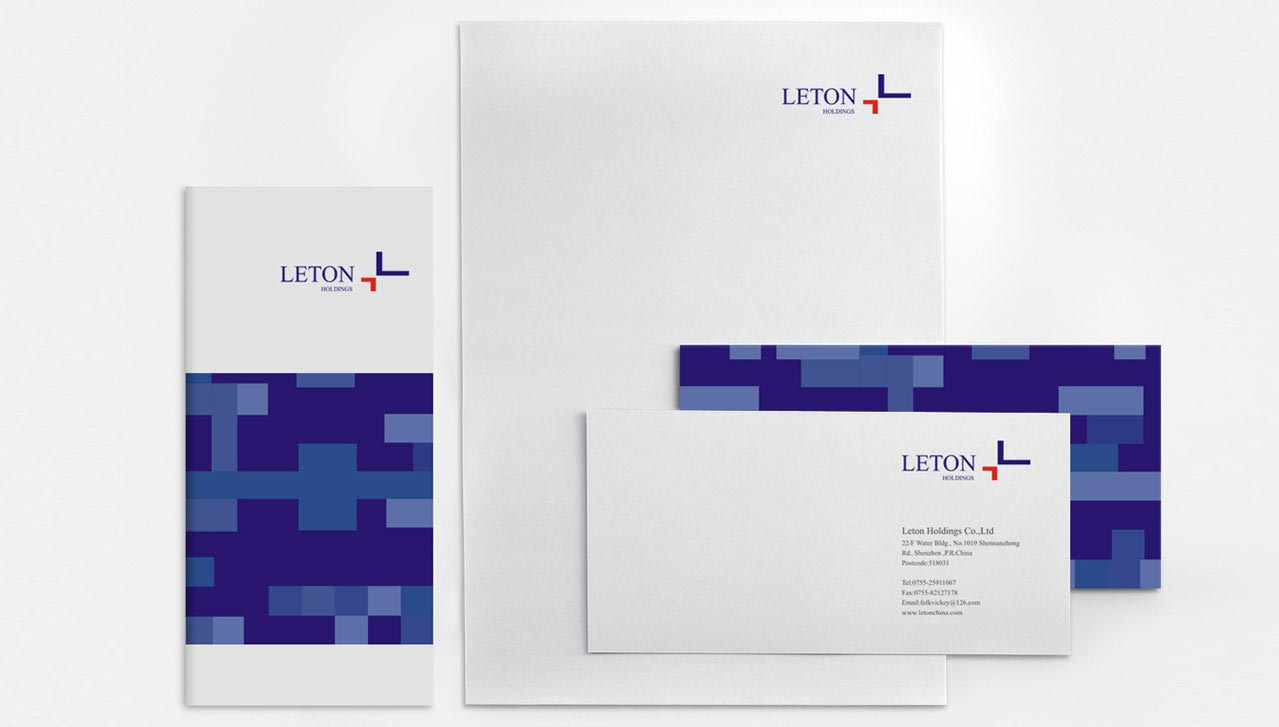 LETON
HOLDINGS
LETON
HOLDINGS
LETON
HOLDINGS
Leton Holdings Co.,Ltd
22/F Water Bldg., No.1019 Shennanzhong
Rd., Shenzhen ,P.R.China
Postcode:518031
Tel:0755-25911067
Fax:0755-82127178
Email:folkvickey@126.com
www.letonchina.com